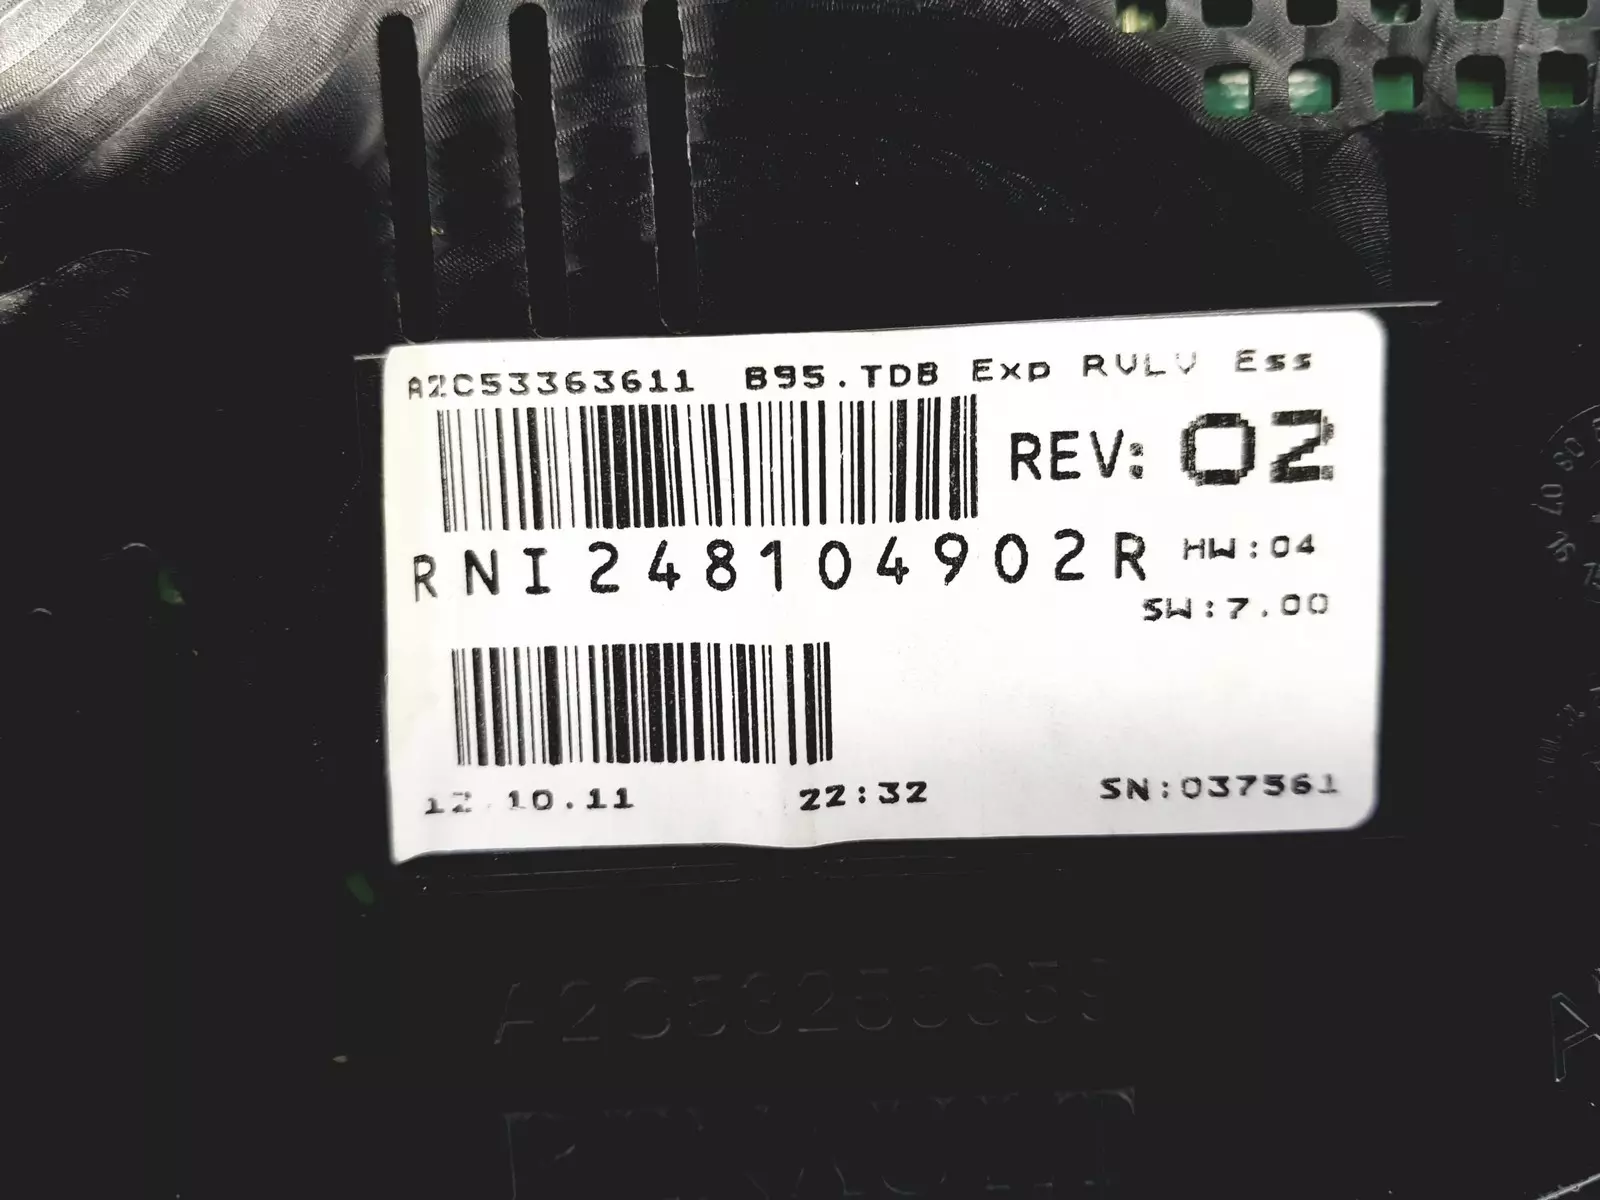 A2C53363611 B95.TDB Exp RVLV Ess
REV: 02
RNI248104902R HW:04
SW:7.00
12.10.11 22:32 SN:037561